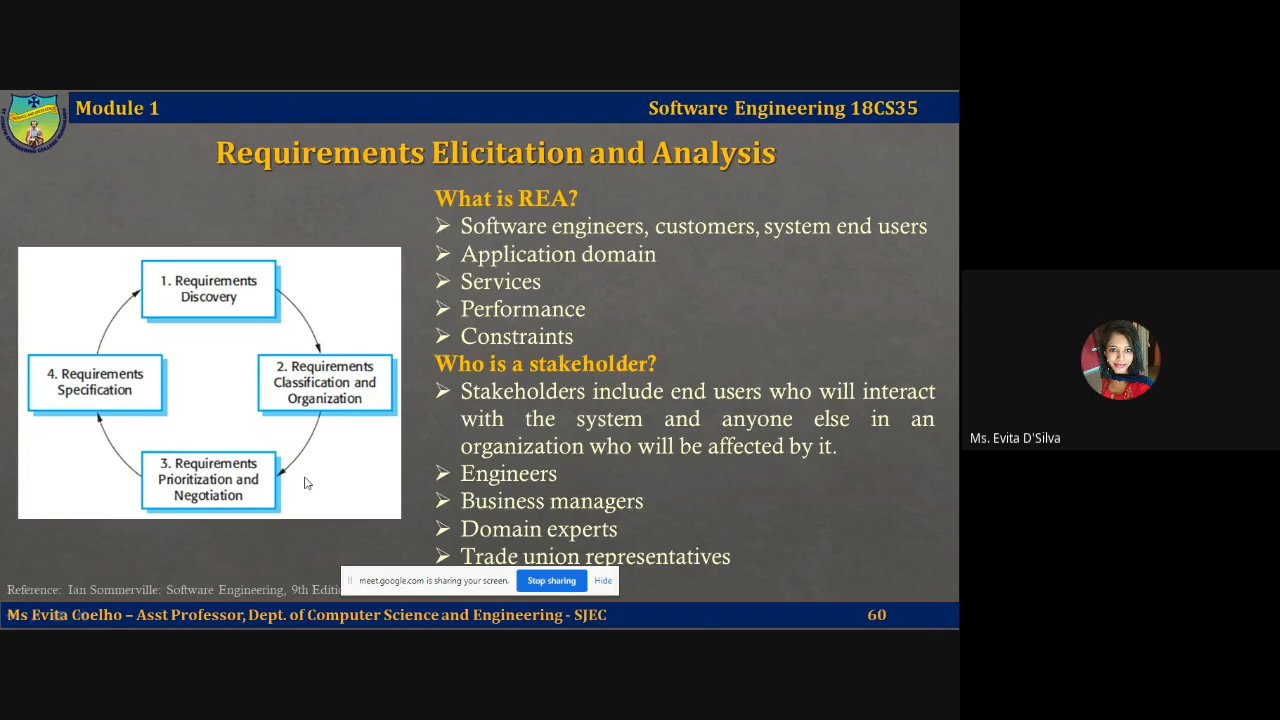 Module 1
Software Engineering 18CS35
Requirements Elicitation and Analysis
1. Requirements
Discovery
2. Requirements
Classification and
Organization
3. Requirements
Prioritization and
Negotiation
4. Requirements
Specification
What is REA?
➢ Software engineers, customers, system end users
➢ Application domain
➢ Services
➢ Performance
➢ Constraints
Who is a stakeholder?
➢ Stakeholders include end users who will interact
with the system and anyone else in an
organization who will be affected by it.
➢ Engineers
➢ Business managers
➢ Domain experts
➢ Trade union representatives
meet.google.com is sharing your screen.
Stop sharing
Hide
Reference: Ian Sommerville: Software Engineering, 9th
Ms Evita Coelho – Asst Professor, Dept. of Computer Science and Engineering - SJEC
60
Ms. Evita D'Silva